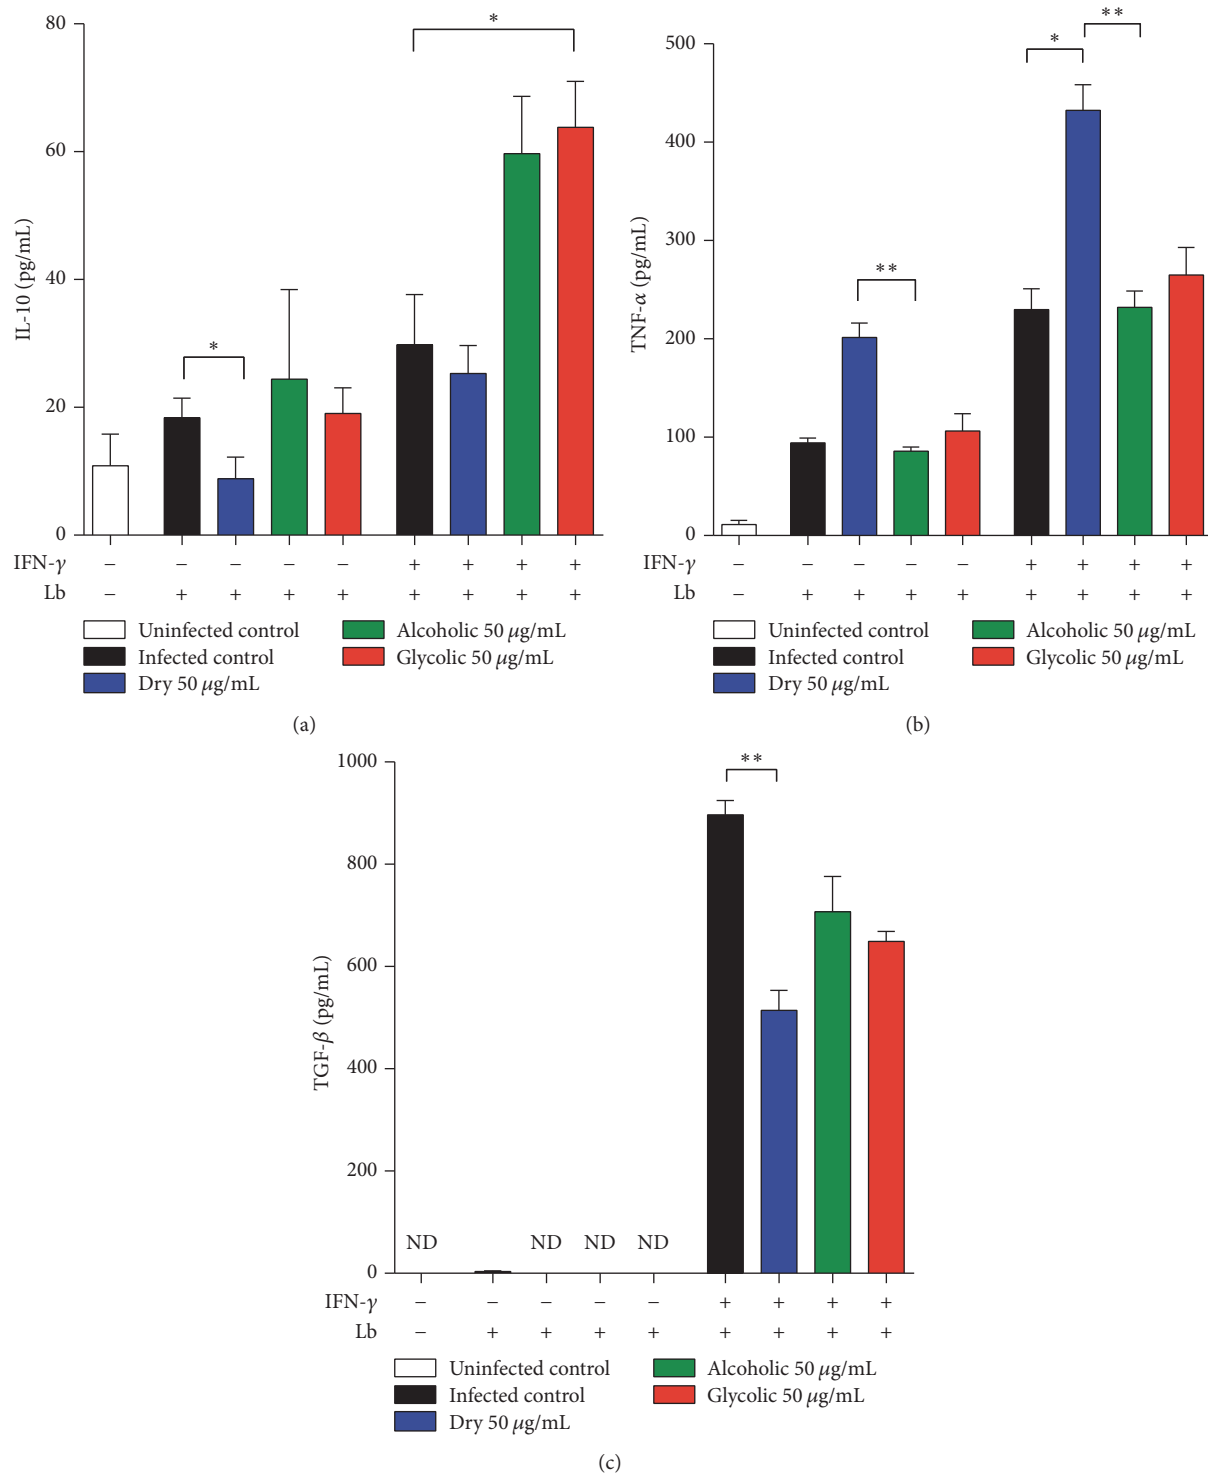 *
80
60
*
40
20
0
IL-10 (pg/mL)
IFN-γ − − − − − + + + +
Lb − + + + + + + + +
Uninfected control
Infected control
Dry 50 μg/mL
Alcoholic 50 μg/mL
Glycolic 50 μg/mL
(a)
**
*
500
400
300
**
200
100
0
TNF-α (pg/mL)
IFN-γ − − − − − + + + +
Lb − + + + + + + + +
Uninfected control
Infected control
Dry 50 μg/mL
Alcoholic 50 μg/mL
Glycolic 50 μg/mL
(b)
**
1000
800
600
400
200
0
TGF-β (pg/mL)
ND ND ND ND
IFN-γ − − − − − + + + +
Lb − + + + + + + + +
Uninfected control
Infected control
Dry 50 μg/mL
Alcoholic 50 μg/mL
Glycolic 50 μg/mL
(c)